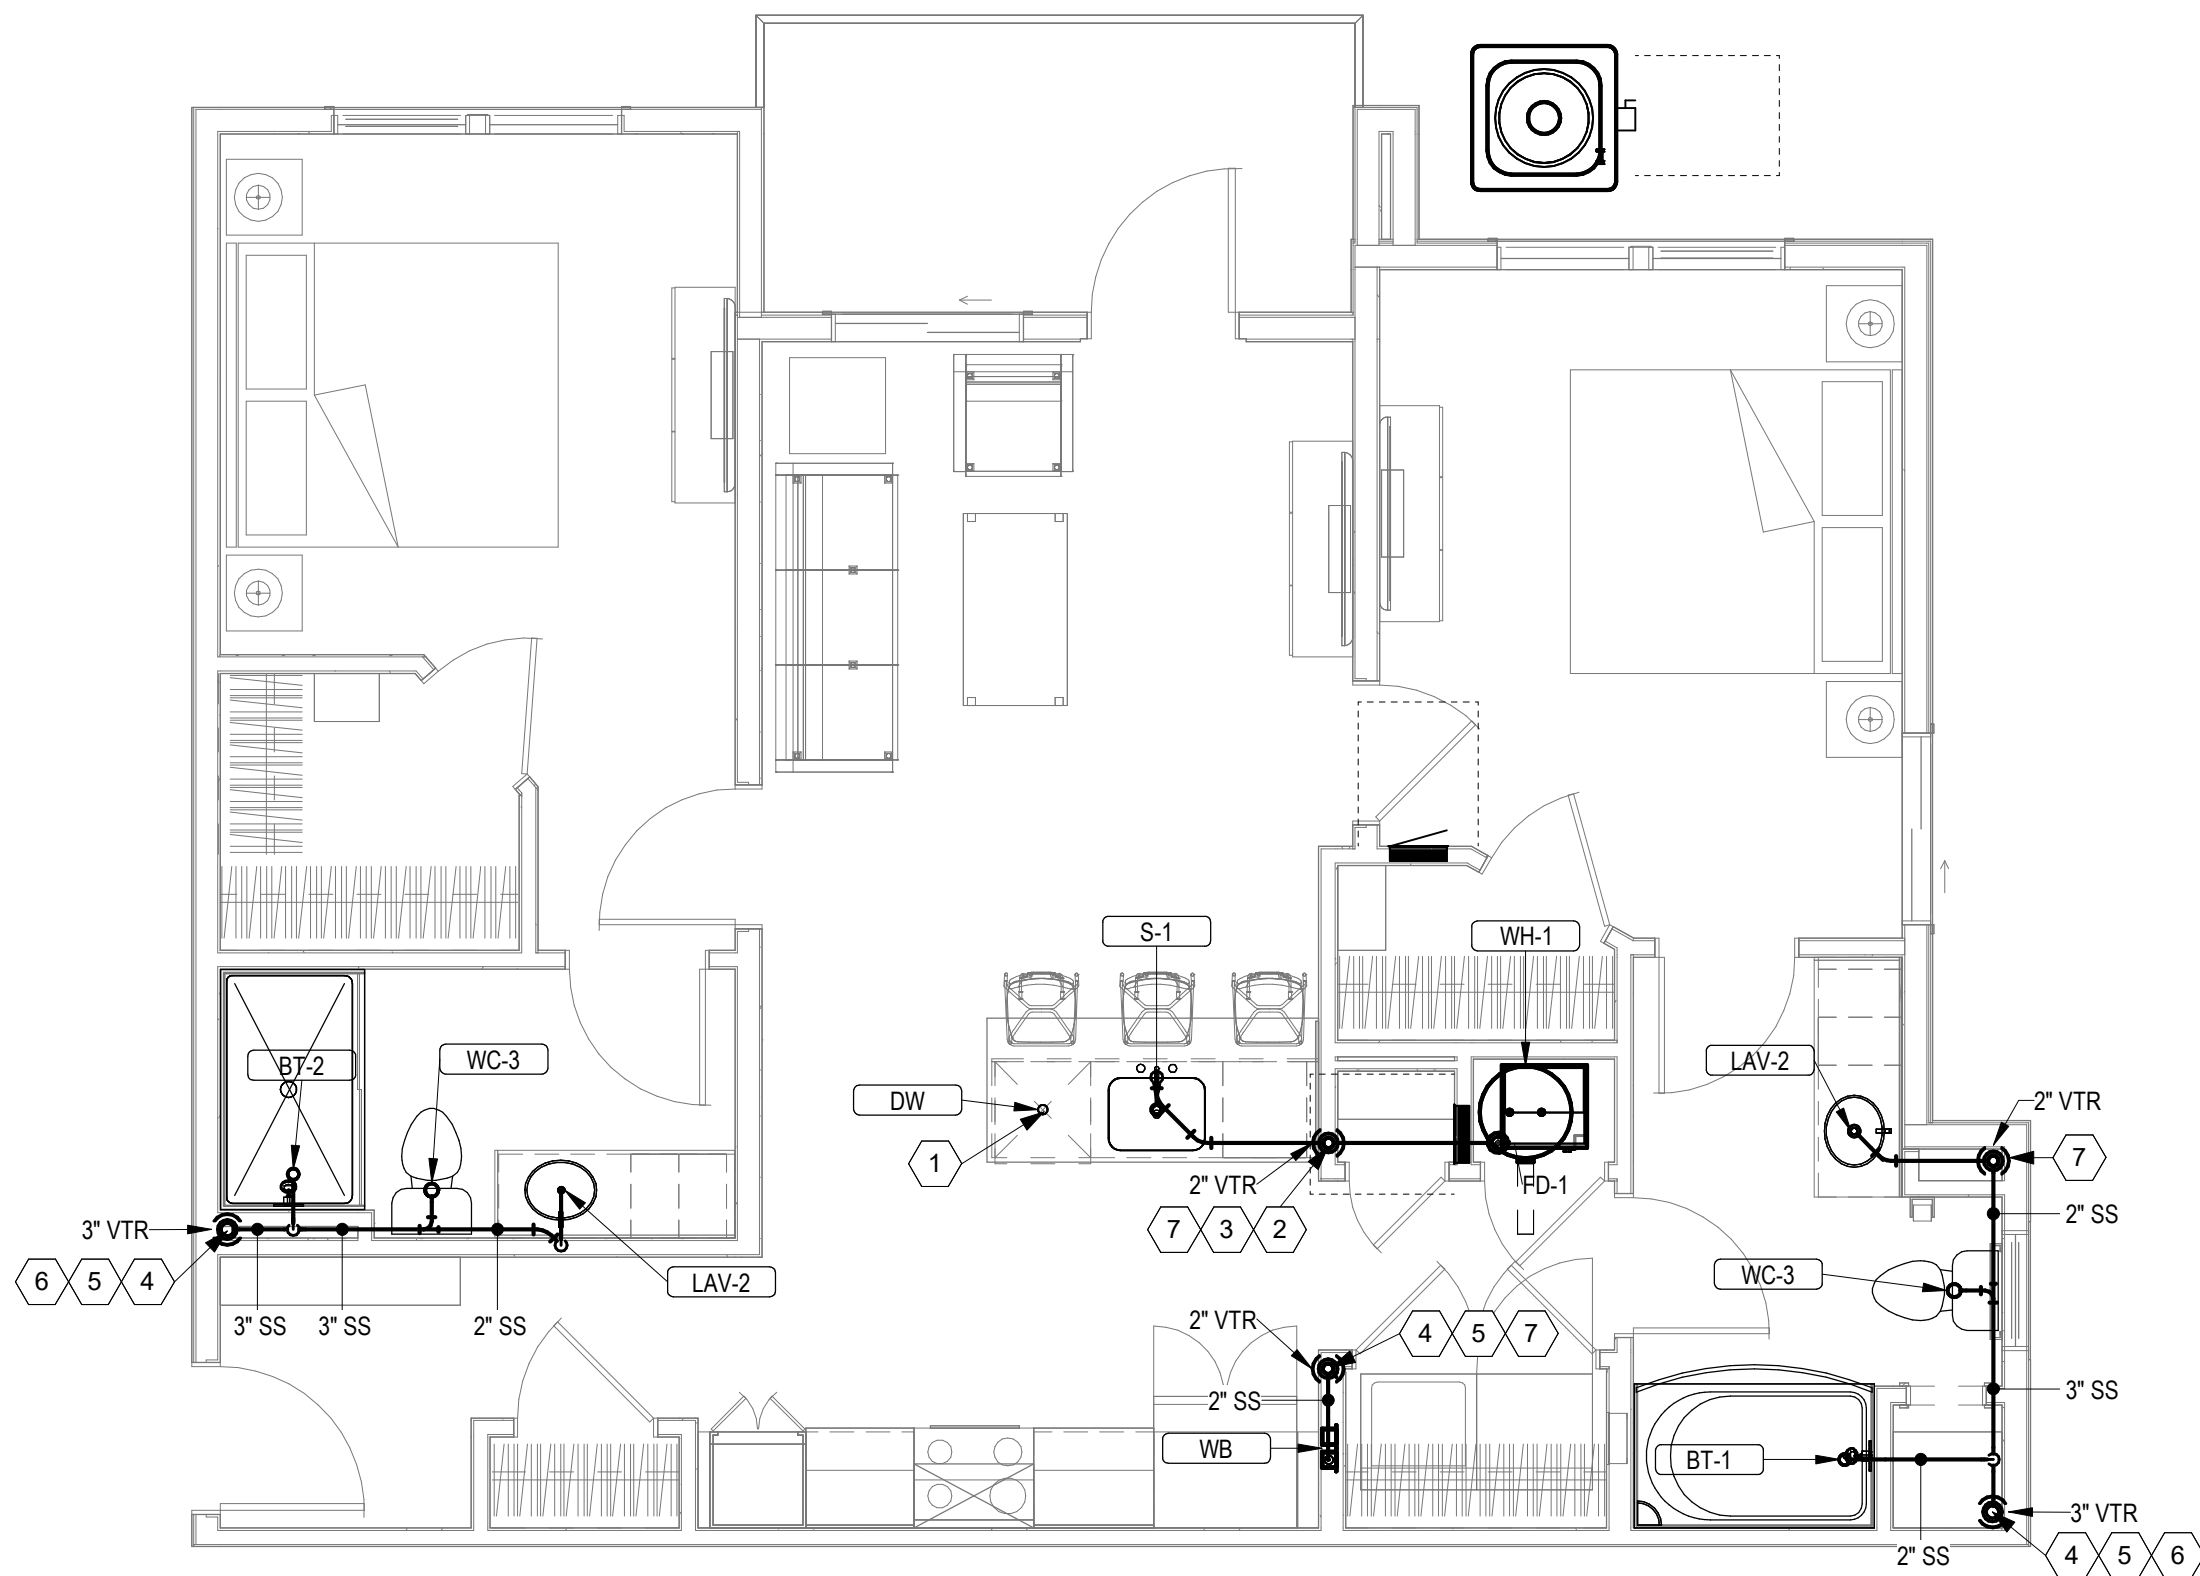 S-1
WH-1
BT-2
WC-3
LAV-2
DW
2" VTR
1
7
2" VTR
FD-1
7 3 2
3" VTR
2" SS
6 5 4
LAV-2
WC-3
3" SS
3" SS
2" SS
2" VTR
4 5 7
2" SS
3" SS
WB
BT-1
3" VTR
2" SS
4 5 6